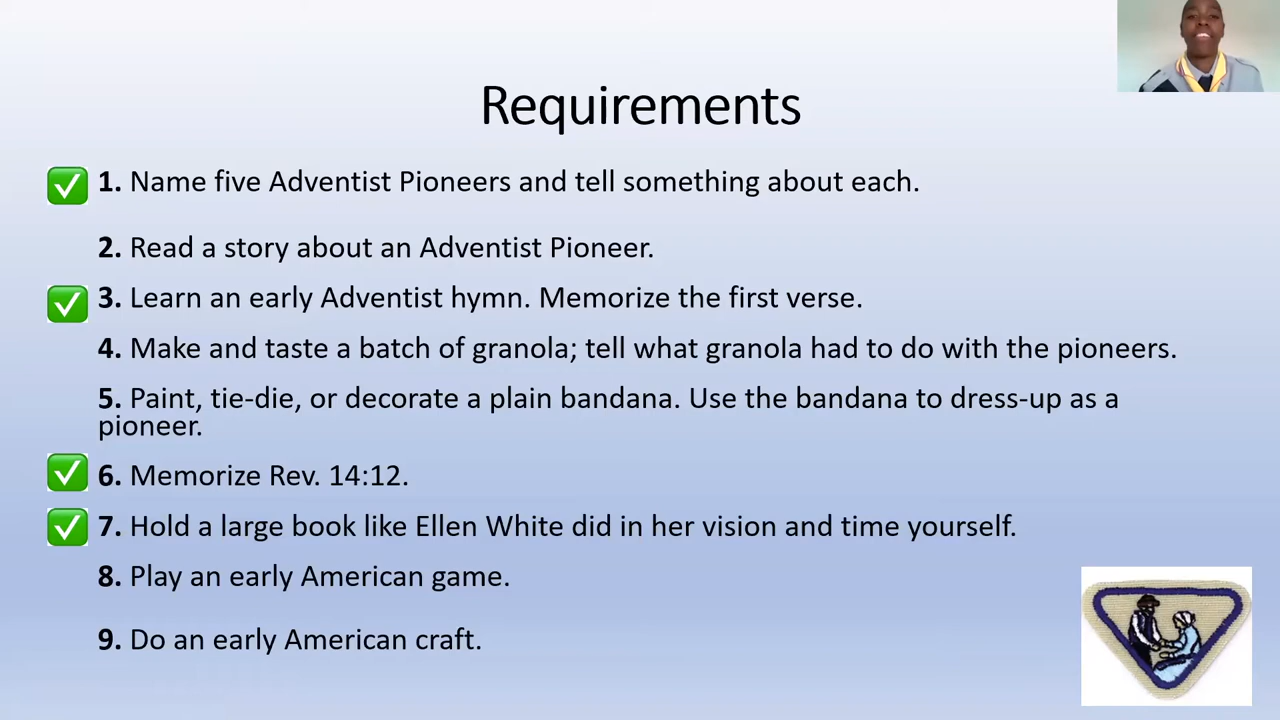 Requirements
1. Name five Adventist Pioneers and tell something about each.
2. Read a story about an Adventist Pioneer.
3. Learn an early Adventist hymn. Memorize the first verse.
4. Make and taste a batch of granola; tell what granola had to do with the pioneers.
5. Paint, tie-die, or decorate a plain bandana. Use the bandana to dress-up as a
pioneer.
6. Memorize Rev. 14:12.
7. Hold a large book like Ellen White did in her vision and time yourself.
8. Play an early American game.
9. Do an early American craft.